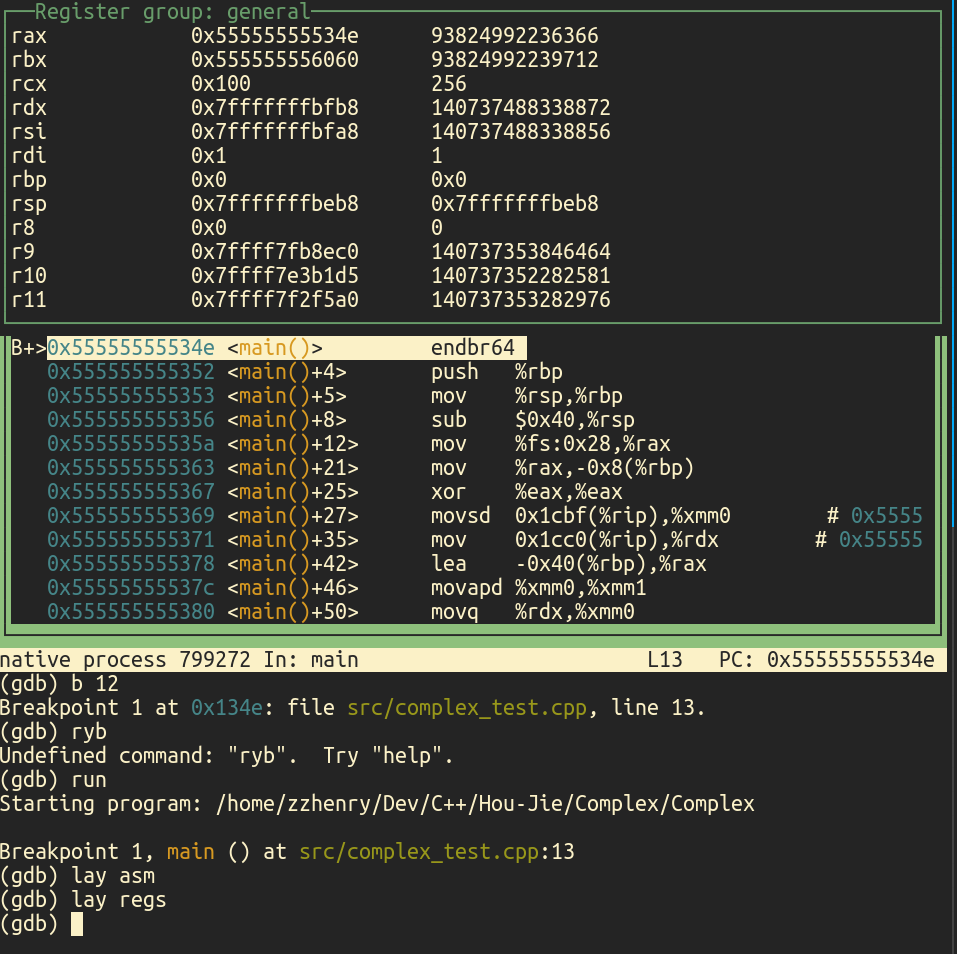 Register group: general
rax 0x55555555534e 93824992236366
rbx 0x555555556060 93824992239712
rcx 0x100 256
rdx 0x7fffffffbfb8 140737488338872
rsi 0x7fffffffbfa8 140737488338856
rdi 0x1 1
rbp 0x0 0x0
rsp 0x7fffffffbeb8 0x7fffffffbeb8
r8 0x0 0
r9 0x7ffff7fb8ec0 140737353846464
r10 0x7ffff7e3b1d5 140737352282581
r11 0x7ffff7f2f5a0 140737353282976
B+>0x55555555534e <main()> endbr64
0x555555555352 <main()+4> push %rbp
0x555555555353 <main()+5> mov %rsp,%rbp
0x555555555356 <main()+8> sub $0x40,%rsp
0x55555555535a <main()+12> mov %fs:0x28,%rax
0x555555555363 <main()+21> mov %rax,-0x8(%rbp)
0x555555555367 <main()+25> xor %eax,%eax
0x555555555369 <main()+27> movsd 0x1cbf(%rip),%xmm0 # 0x5555
0x555555555371 <main()+35> mov 0x1cc0(%rip),%rdx # 0x55555
0x555555555378 <main()+42> lea -0x40(%rbp),%rax
0x55555555537c <main()+46> movapd %xmm0,%xmm1
0x555555555380 <main()+50> movq %rdx,%xmm0
native process 799272 In: main L13 PC: 0x55555555534e
(gdb) b 12
Breakpoint 1 at 0x134e: file src/complex_test.cpp, line 13.
(gdb) ryb
Undefined command: "ryb". Try "help".
(gdb) run
Starting program: /home/zzhenry/Dev/C++/Hou-Jie/Complex/Complex
Breakpoint 1, main () at src/complex_test.cpp:13
(gdb) lay asm
(gdb) lay regs
(gdb)